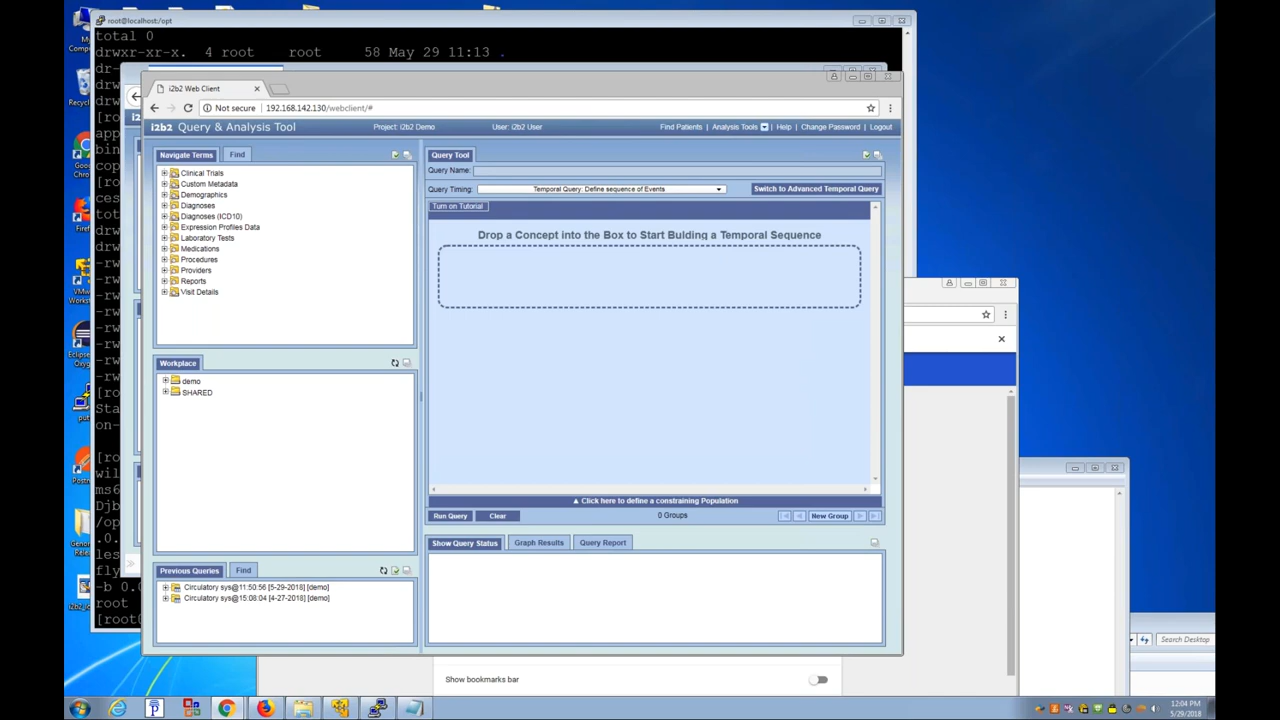 root@localhost:/opt
total 0
drwxr-xr-x. 4 root root 58 May 29 11:13 .
i2b2 Web Client
Not secure
192.168.142.130/webclient/#
i2b2 Query & Analysis Tool
Project: i2b2 Demo
User: i2b2 User
Find Patients | Analysis Tools | Help | Change Password | Logout
Navigate Terms
Find
Clinical Trials
Custom Metadata
Demographics
Diagnoses
Diagnoses (ICD10)
Expression Profiles Data
Laboratory Tests
Medications
Procedures
Providers
Reports
Visit Details
Workplace
demo
SHARED
Previous Queries
Find
Circulatory sys@11:50:56 [5-29-2018] [demo]
Circulatory sys@15:08:04 [4-27-2018] [demo]
Query Tool
Query Name:
Query Timing:
Temporal Query: Define sequence of Events
Switch to Advanced Temporal Query
Turn on Tutorial
Drop a Concept into the Box to Start Bulding a Temporal Sequence
Click here to define a constraining Population
Run Query
Clear
0 Groups
New Group
Show Query Status
Graph Results
Query Report
Show bookmarks bar
Search Desktop
12:04 PM
5/29/2018